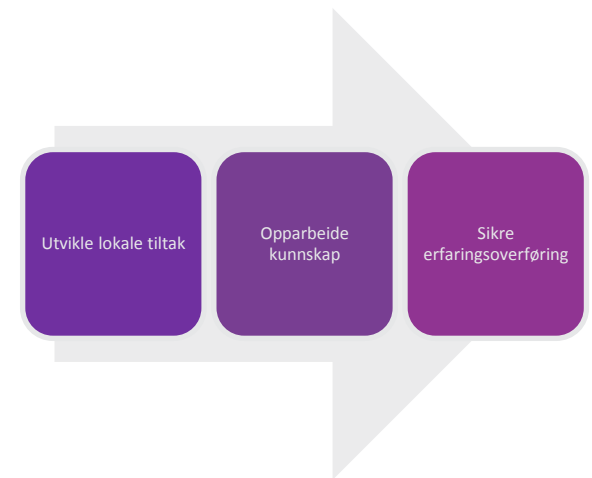 Utvikle lokale tiltak
Opparbeide
kunnskap
Sikre
erfaringsoverføring